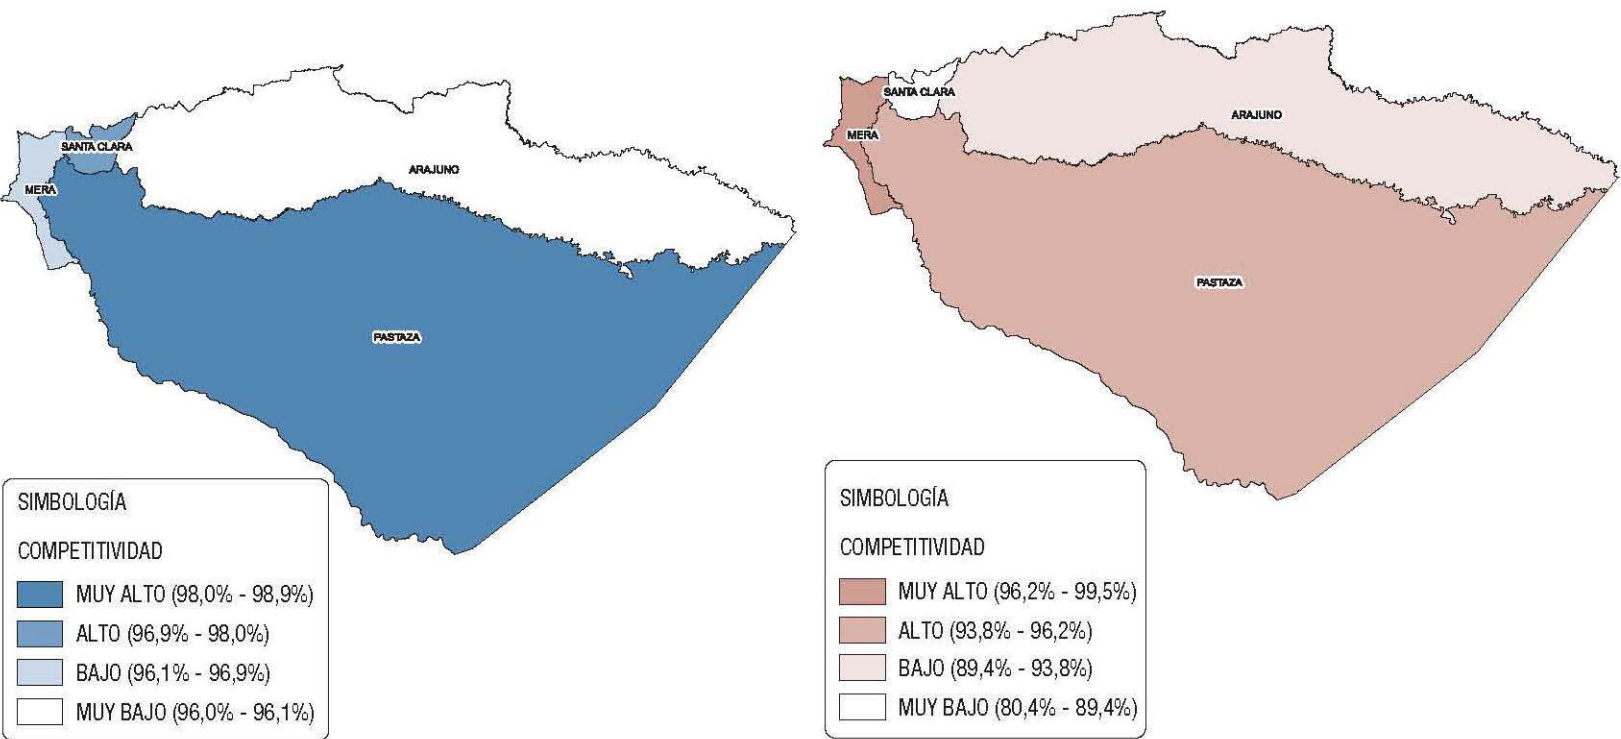 SANTA CLARA
MERA
ARAJUNO
PASTAZA
SIMBOLOGÍA
COMPETITIVIDAD
MUY ALTO (98,0% - 98,9%)
ALTO (96,9% - 98,0%)
BAJO (96,1% - 96,9%)
MUY BAJO (96,0% - 96,1%)
SANTA CLARA
ARAJUNO
MERA
PASTAZA
SIMBOLOGÍA
COMPETITIVIDAD
MUY ALTO (96,2% - 99,5%)
ALTO (93,8% - 96,2%)
BAJO (89,4% - 93,8%)
MUY BAJO (80,4% - 89,4%)